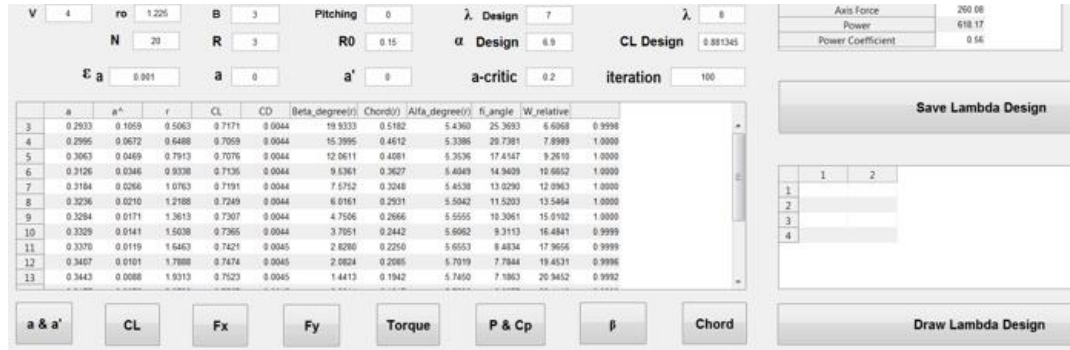 V 4 ro 1.225 B 3 Pitching 0 λ Design 7 λ 8
N 20 R 3 R0 0.15 α Design 6.9 CL Design 0.881345
ε a 0.001 a 0 a' 0 a-critic 0.2 iteration 100
Axis Force 260.08
Power 618.17
Power Coefficient 0.56
a a^ r CL CD Beta_degree(r) Chord(r) Alfa_degree(r) fi_angle W_relative
3 0.2933 0.1059 0.5063 0.7171 0.0044 19.9333 0.5182 5.4360 25.3693 6.6068 0.9998
4 0.2995 0.0672 0.6488 0.7059 0.0044 15.3995 0.4612 5.3386 20.7381 7.8989 1.0000
5 0.3063 0.0469 0.7913 0.7076 0.0044 12.0611 0.4081 5.3536 17.4147 9.2610 1.0000
6 0.3126 0.0346 0.9338 0.7135 0.0044 9.5361 0.3627 5.4049 14.9409 10.6652 1.0000
7 0.3184 0.0266 1.0763 0.7191 0.0044 7.5752 0.3248 5.4538 13.0290 12.0963 1.0000
8 0.3236 0.0210 1.2188 0.7249 0.0044 6.0161 0.2931 5.5042 11.5203 13.5464 1.0000
9 0.3284 0.0171 1.3613 0.7307 0.0044 4.7506 0.2666 5.5555 10.3061 15.0102 1.0000
10 0.3329 0.0141 1.5038 0.7365 0.0044 3.7051 0.2442 5.6062 9.3113 16.4841 0.9999
11 0.3370 0.0119 1.6463 0.7421 0.0045 2.8280 0.2250 5.6553 8.4834 17.9656 0.9999
12 0.3407 0.0101 1.7888 0.7474 0.0045 2.0824 0.2085 5.7019 7.7844 19.4531 0.9996
13 0.3443 0.0088 1.9313 0.7523 0.0045 1.4413 0.1942 5.7450 7.1863 20.9452 0.9992
Save Lambda Design
1 2
1
2
3
4
a & a' CL Fx Fy Torque P & Cp β Chord
Draw Lambda Design